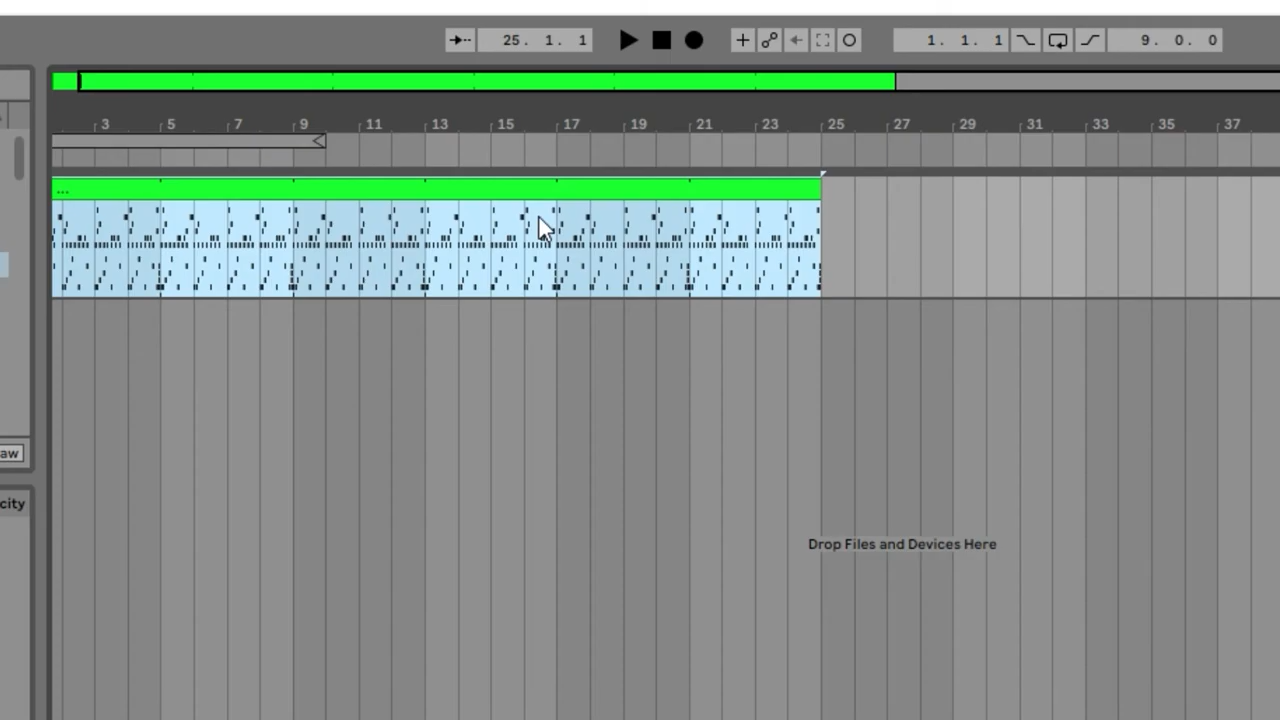 25. 1. 1
1. 1. 1
9. 0. 0
3 5 7 9 11 13 15 17 19 21 23 25 27 29 31 33 35 37
...
aw
city
Drop Files and Devices Here